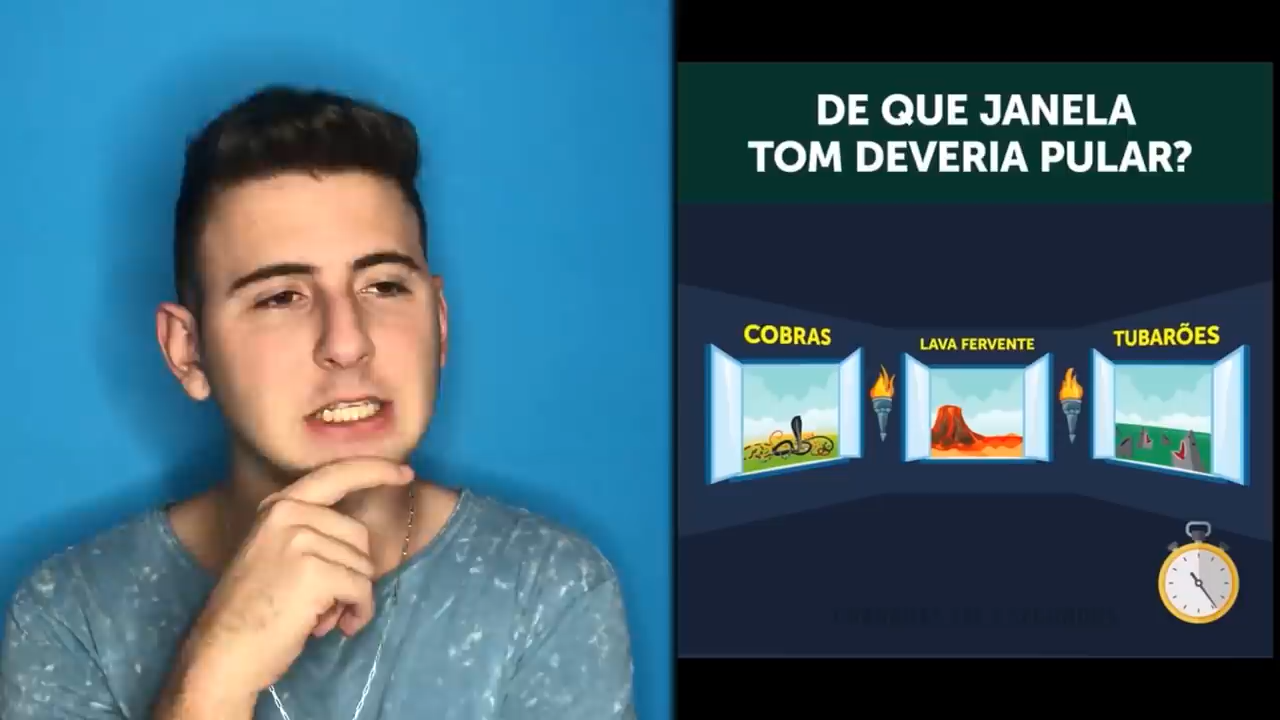 DE QUE JANELA
TOM DEVERIA PULAR?
COBRAS
LAVA FERVENTE
TUBARÕES